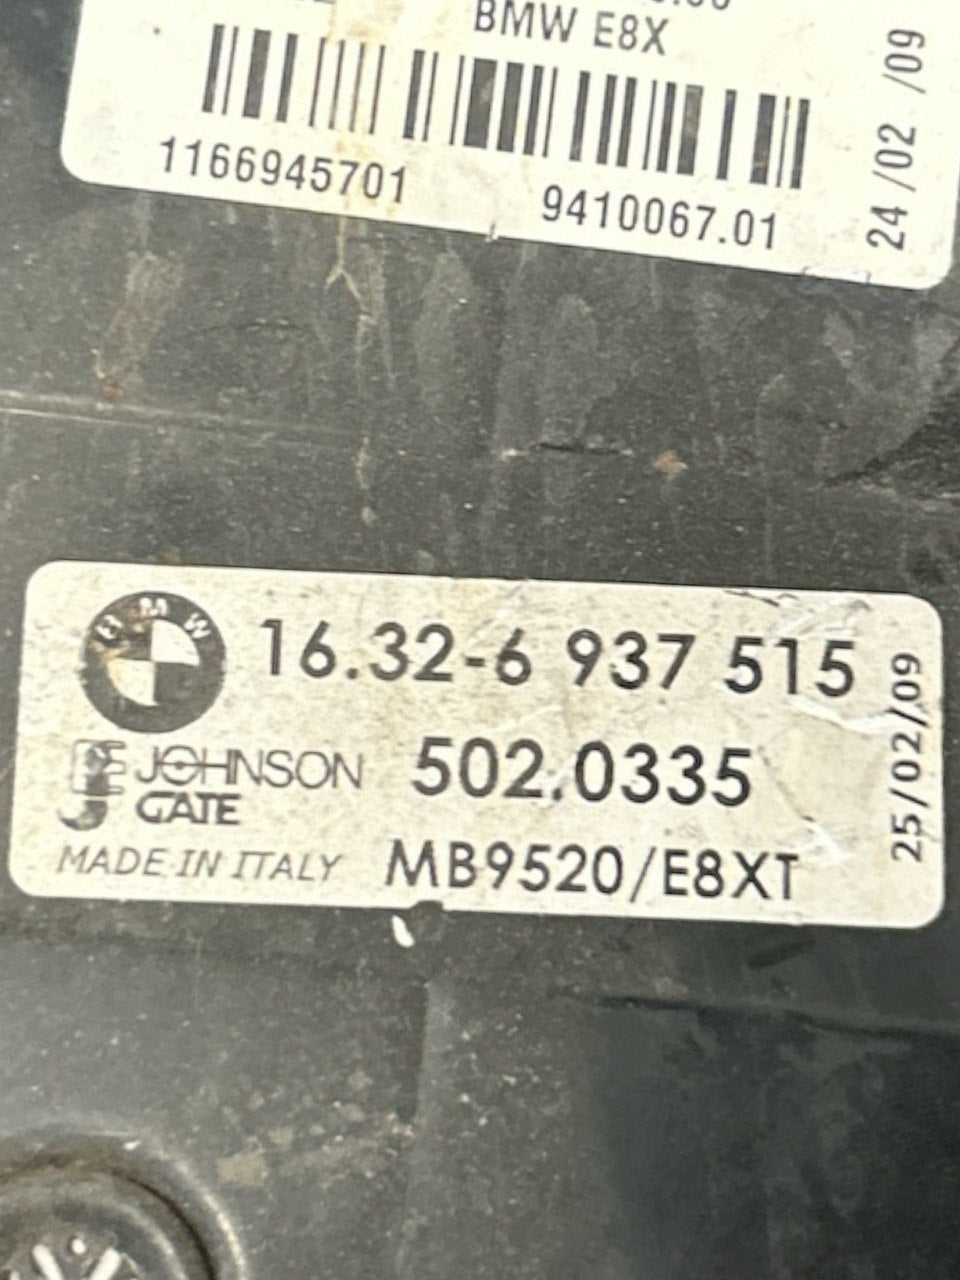 BMW E8X
1166945701
9410067.01
24/02/09
BMW
16.32-6 937 515
JOHNSON
GATE
502.0335
MADE IN ITALY
MB9520/E8XT
25/02/09